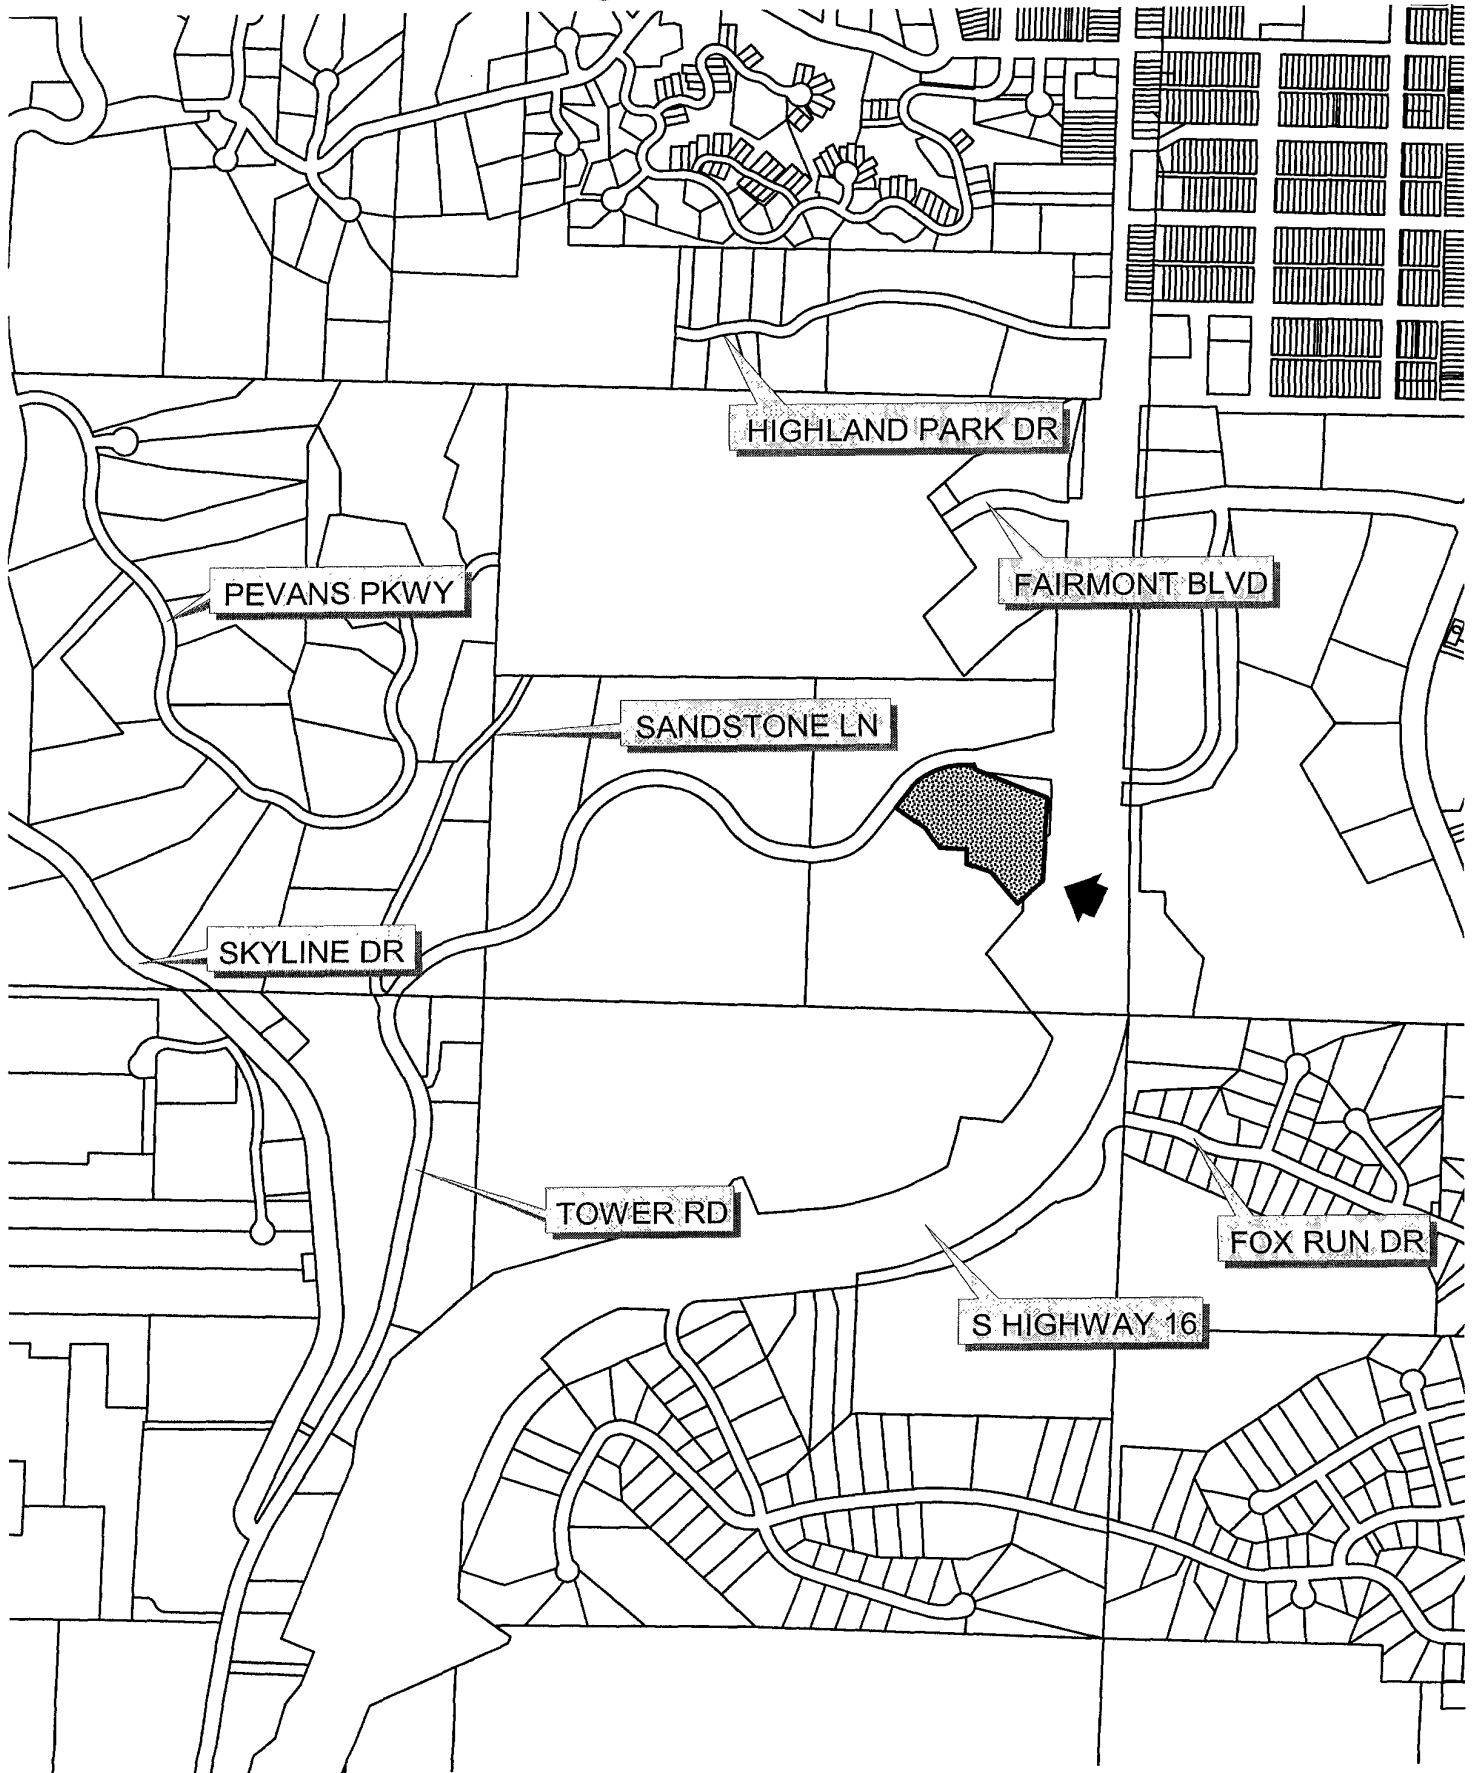 HIGHLAND PARK DR
FAIRMONT BLVD
PEVANS PKWY
SANDSTONE LN
SKYLINE DR
TOWER RD
FOX RUN DR
S HIGHWAY 16